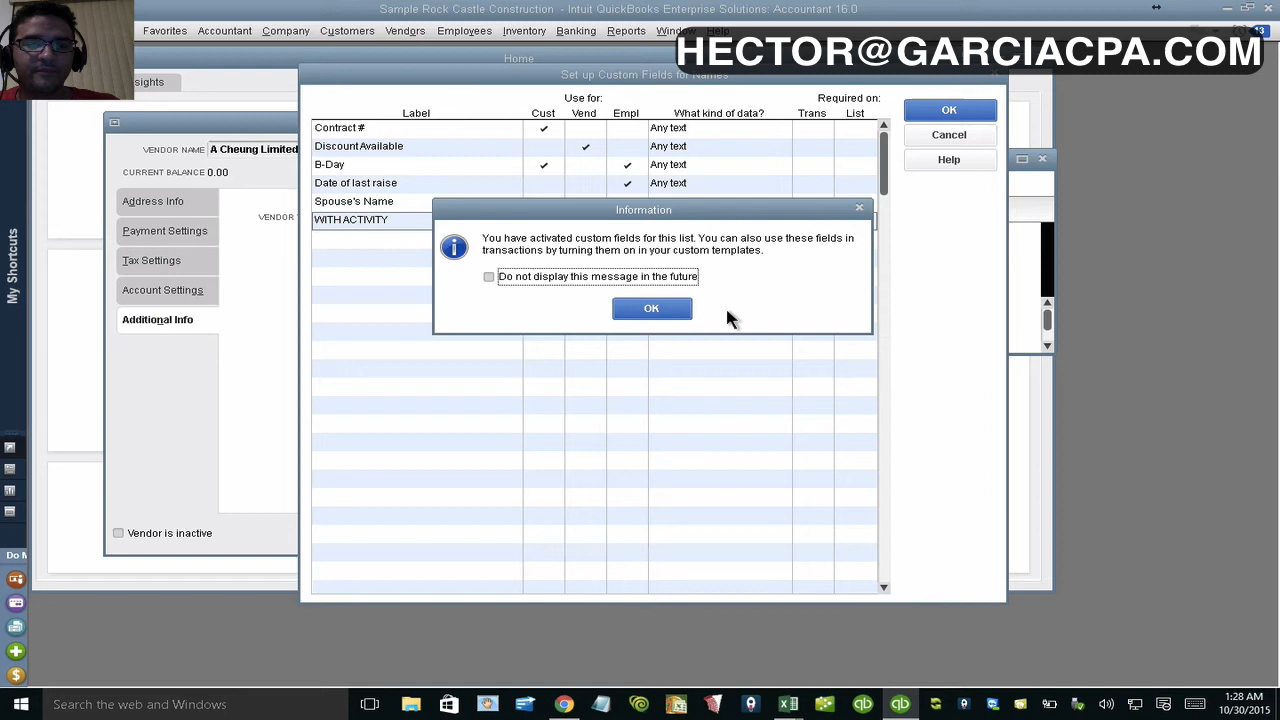 Sample Rock Castle Construction - Intuit QuickBooks Enterprise Solutions: Accountant 16.0
Favorites Accountant Company Customers Vendors Employees Inventory Banking Reports Window Help
HECTOR@GARCIACPA.COM
Home
Set up Custom Fields for Names
Use for: Required on:
Label Cust Vend Empl What kind of data? Trans List
Contract # Any text
Discount Available Any text
B-Day Any text
Date of last raise Any text
Spouse's Name
WITH ACTIVITY
OK
Cancel
Help
VENDOR NAME A Cheung Limited
CURRENT BALANCE 0.00
Address Info
Payment Settings
Tax Settings
Account Settings
Additional Info
Vendor is inactive
My Shortcuts
Information
You have activated custom fields for this list. You can also use these fields in
transactions by turning them on in your custom templates.
Do not display this message in the future
OK
Search the web and Windows
1:28 AM
10/30/2015